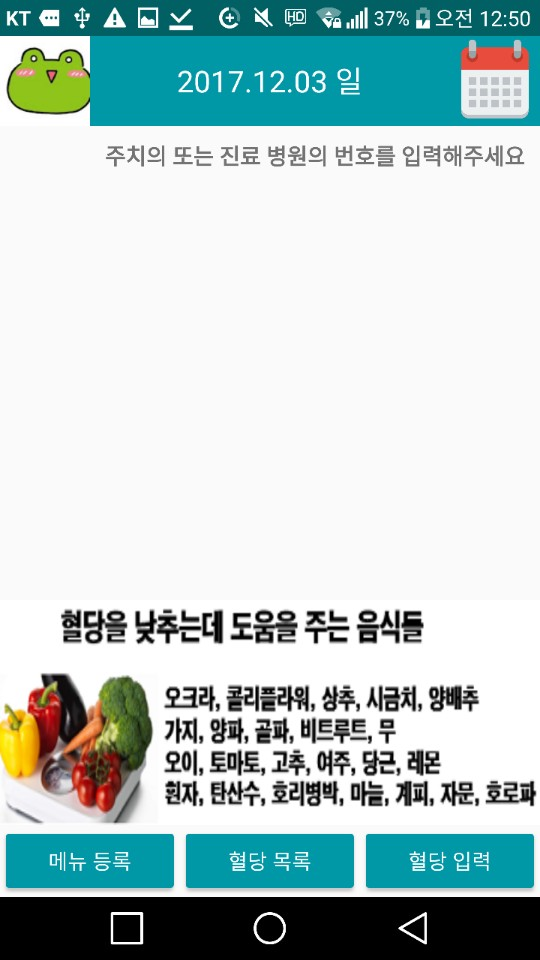 KT HD 37% 오전 12:50
2017.12.03 일
주치의 또는 진료 병원의 번호를 입력해주세요
혈당을 낮추는데 도움을 주는 음식들
오크라, 콜리플라워, 상추, 시금치, 양배추
가지, 양파, 골파, 비트루트, 무
오이, 토마토, 고추, 여주, 당근, 레몬
흰자, 탄산수, 호리병박, 마늘, 계피, 자문, 호로파
메뉴 등록
혈당 목록
혈당 입력